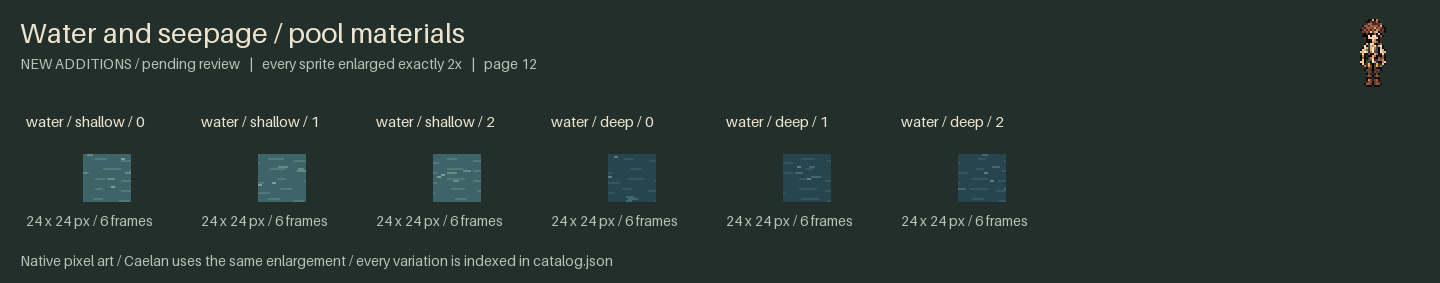 Water and seepage / pool materials
NEW ADDITIONS / pending review | every sprite enlarged exactly 2x | page 12
water / shallow / 0
water / shallow / 1
water / shallow / 2
water / deep / 0
water / deep / 1
water / deep / 2
24 x 24 px / 6 frames
24 x 24 px / 6 frames
24 x 24 px / 6 frames
24 x 24 px / 6 frames
24 x 24 px / 6 frames
24 x 24 px / 6 frames
Native pixel art / Caelan uses the same enlargement / every variation is indexed in catalog.json